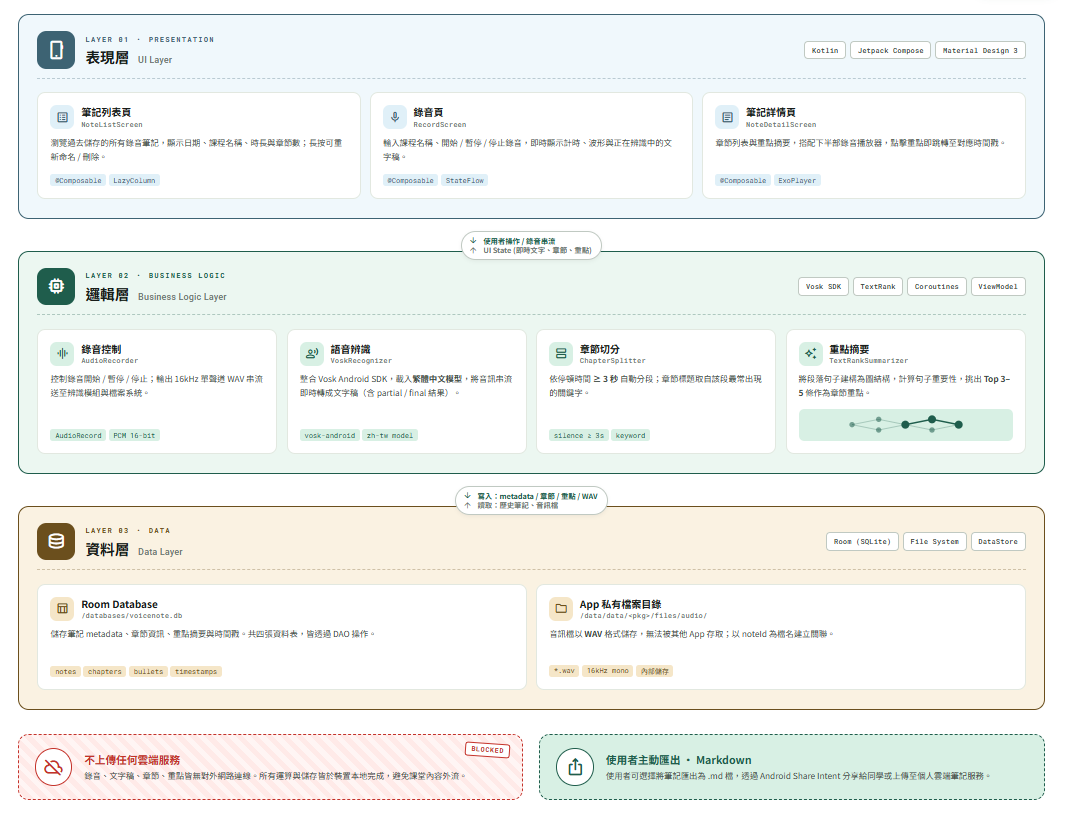 LAYER 01 · PRESENTATION
表現層 UI Layer
Kotlin
Jetpack Compose
Material Design 3
筆記列表頁
NoteListScreen
瀏覽過去儲存的所有錄音筆記，顯示日期、課程名稱、時長與章節數；長按可重
新命名 / 刪除。
@Composable
LazyColumn
錄音頁
RecordScreen
輸入課程名稱、開始 / 暫停 / 停止錄音，即時顯示計時、波形與正在辨識中的文
字稿。
@Composable
StateFlow
筆記詳情頁
NoteDetailScreen
章節列表與重點摘要，搭配下半部錄音播放器，點擊重點即跳轉至對應時間戳。
@Composable
ExoPlayer
↓ 使用者操作 / 錄音串流
↑ UI State (即時文字、章節、重點)
LAYER 02 · BUSINESS LOGIC
邏輯層 Business Logic Layer
Vosk SDK
TextRank
Coroutines
ViewModel
錄音控制
AudioRecorder
控制錄音開始 / 暫停 / 停止；輸出 16kHz 單聲道 WAV 串流
送至辨識模組與檔案系統。
AudioRecord
PCM 16-bit
語音辨識
VoskRecognizer
整合 Vosk Android SDK，載入繁體中文模型，將音訊串流
即時轉成文字稿（含 partial / final 結果）。
vosk-android
zh-tw model
章節切分
ChapterSplitter
依停頓時間 ≥ 3 秒 自動分段；章節標題取自該段最常出現
的關鍵字。
silence ≥ 3s
keyword
重點摘要
TextRankSummarizer
將段落句子建構為圖結構，計算句子重要性，挑出 Top 3–
5 條作為章節重點。
↓ 寫入：metadata / 章節 / 重點 / WAV
↑ 讀取：歷史筆記、音訊檔
LAYER 03 · DATA
資料層 Data Layer
Room (SQLite)
File System
DataStore
Room Database
/databases/voicenote.db
儲存筆記 metadata、章節資訊、重點摘要與時間戳。共四張資料表，皆透過 DAO 操作。
notes
chapters
bullets
timestamps
App 私有檔案目錄
/data/data/<pkg>/files/audio/
音訊檔以 WAV 格式儲存，無法被其他 App 存取；以 noteId 為檔名建立關聯。
*.wav
16kHz mono
內部儲存
不上傳任何雲端服務
BLOCKED
錄音、文字稿、章節、重點皆無對外網路連線。所有運算與儲存皆於裝置本地完成，避免課堂內容外流。
使用者主動匯出 · Markdown
使用者可選擇將筆記匯出為 .md 檔，透過 Android Share Intent 分享給同學或上傳至個人雲端筆記服務。